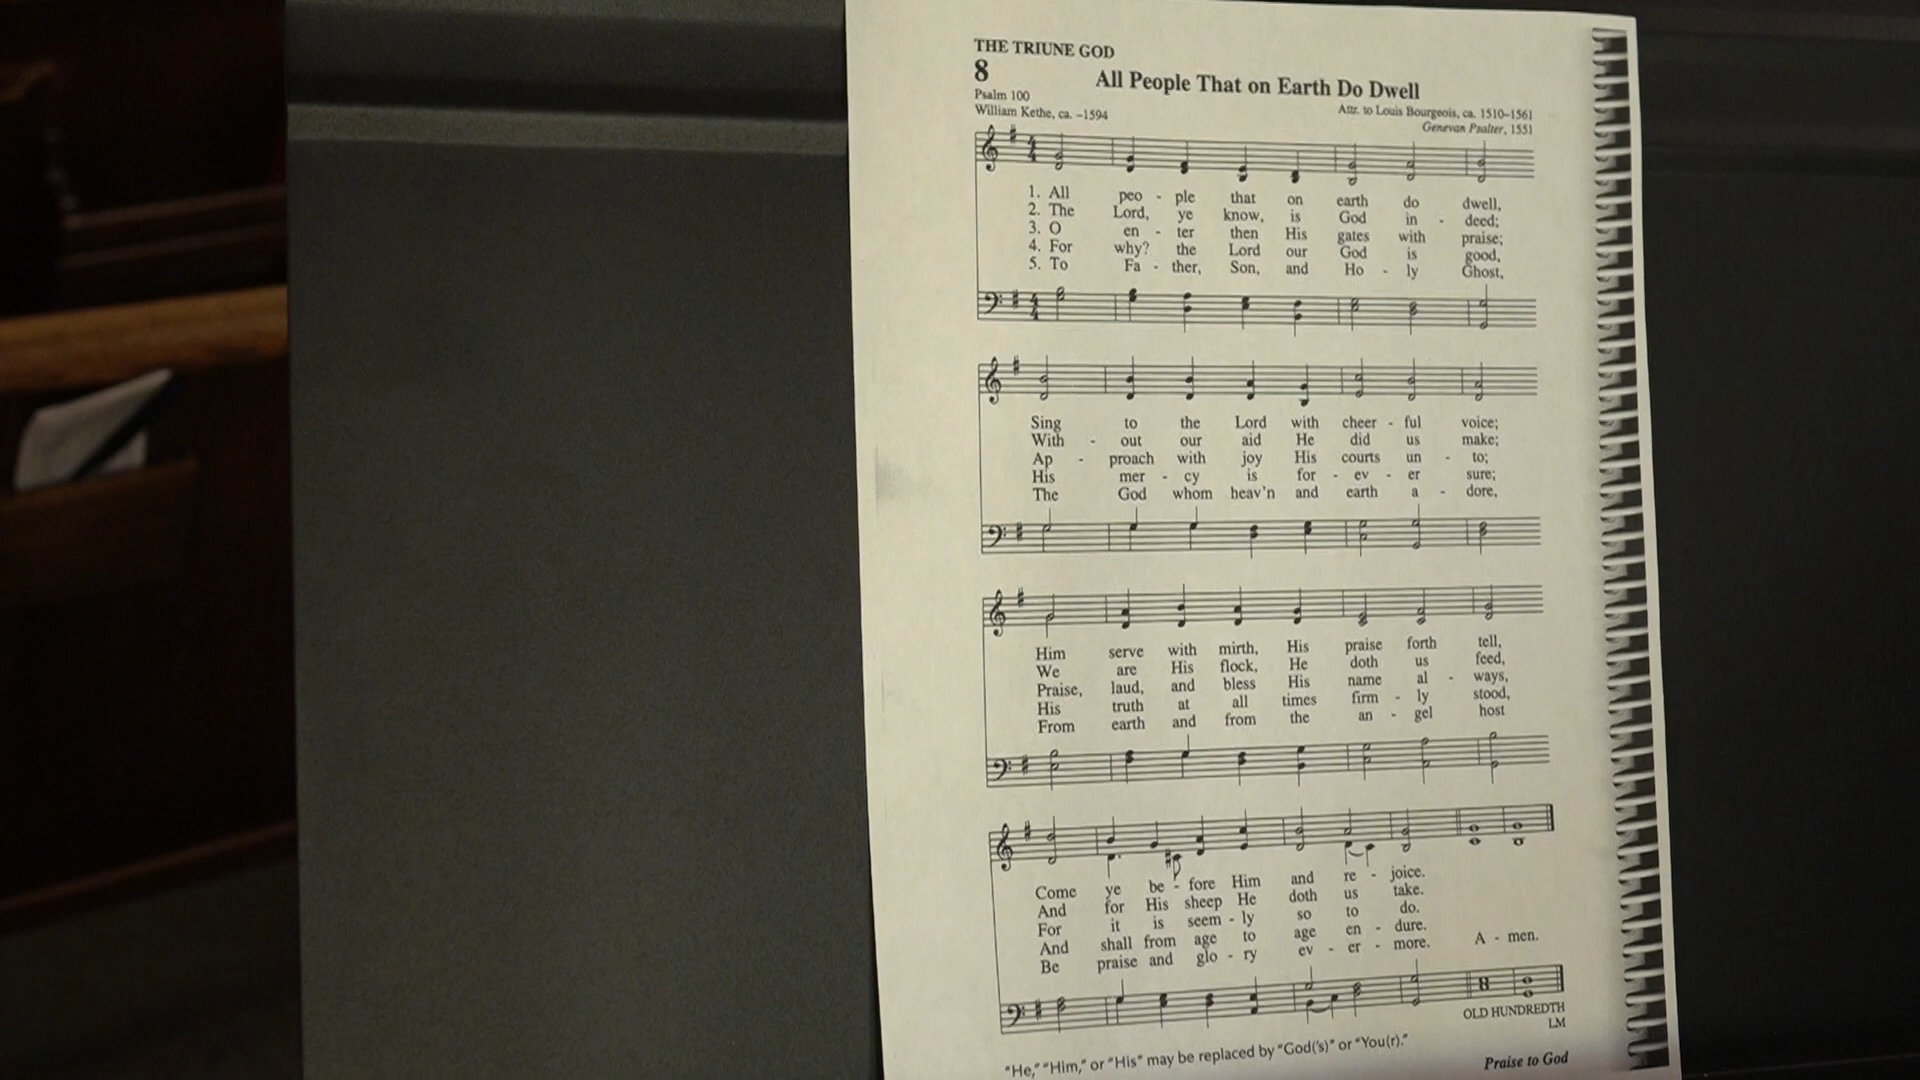 THE TRIUNE GOD
8
All People That on Earth Do Dwell
Psalm 100
William Kethe, ca. –1594
Attr. to Louis Bourgeois, ca. 1510–1561
Genevan Psalter, 1551
1. All peo - ple that on earth do dwell,
2. The Lord, ye know, is God in - deed;
3. O en - ter then His gates with praise;
4. For why? the Lord our God is good,
5. To Fa - ther, Son, and Ho - ly Ghost,
Sing to the Lord with cheer - ful voice;
With - out our aid He did us make;
Ap - proach with joy His courts un - to;
His mer - cy is for - ev - er sure;
The God whom heav'n and earth a - dore,
Him serve with mirth, His praise forth tell,
We are His flock, He doth us feed,
Praise, laud, and bless His name al - ways,
His truth at all times firm - ly stood,
From earth and from the an - gel host
Come ye be - fore Him and re - joice.
And for His sheep He doth us take.
For it is seem - ly so to do.
And shall from age to age en - dure.
Be praise and glo - ry ev - er - more. A - men.
OLD HUNDREDTH
LM
"He," "Him," or "His" may be replaced by "God('s)" or "You(r)."
Praise to God